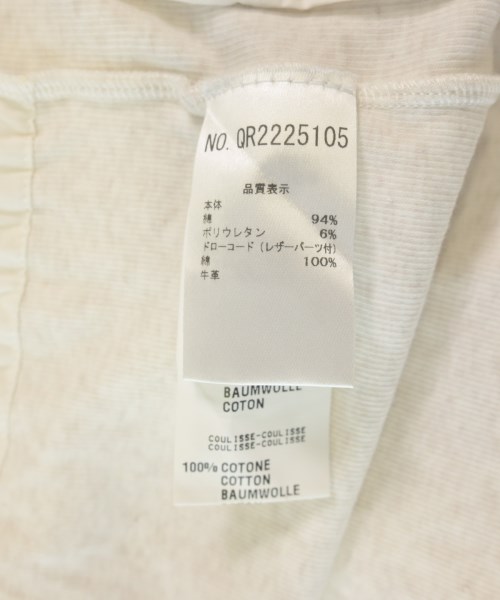 NO. QR2225105
品質表示
本体
綿 94%
ポリウレタン 6%
ドローコード(レザーパーツ付)
綿 100%
牛革
BAUMWOLLE
COTON
COULISSE-COULISSE
COULISSE-COULISSE
100% COTONE
COTTON
BAUMWOLLE